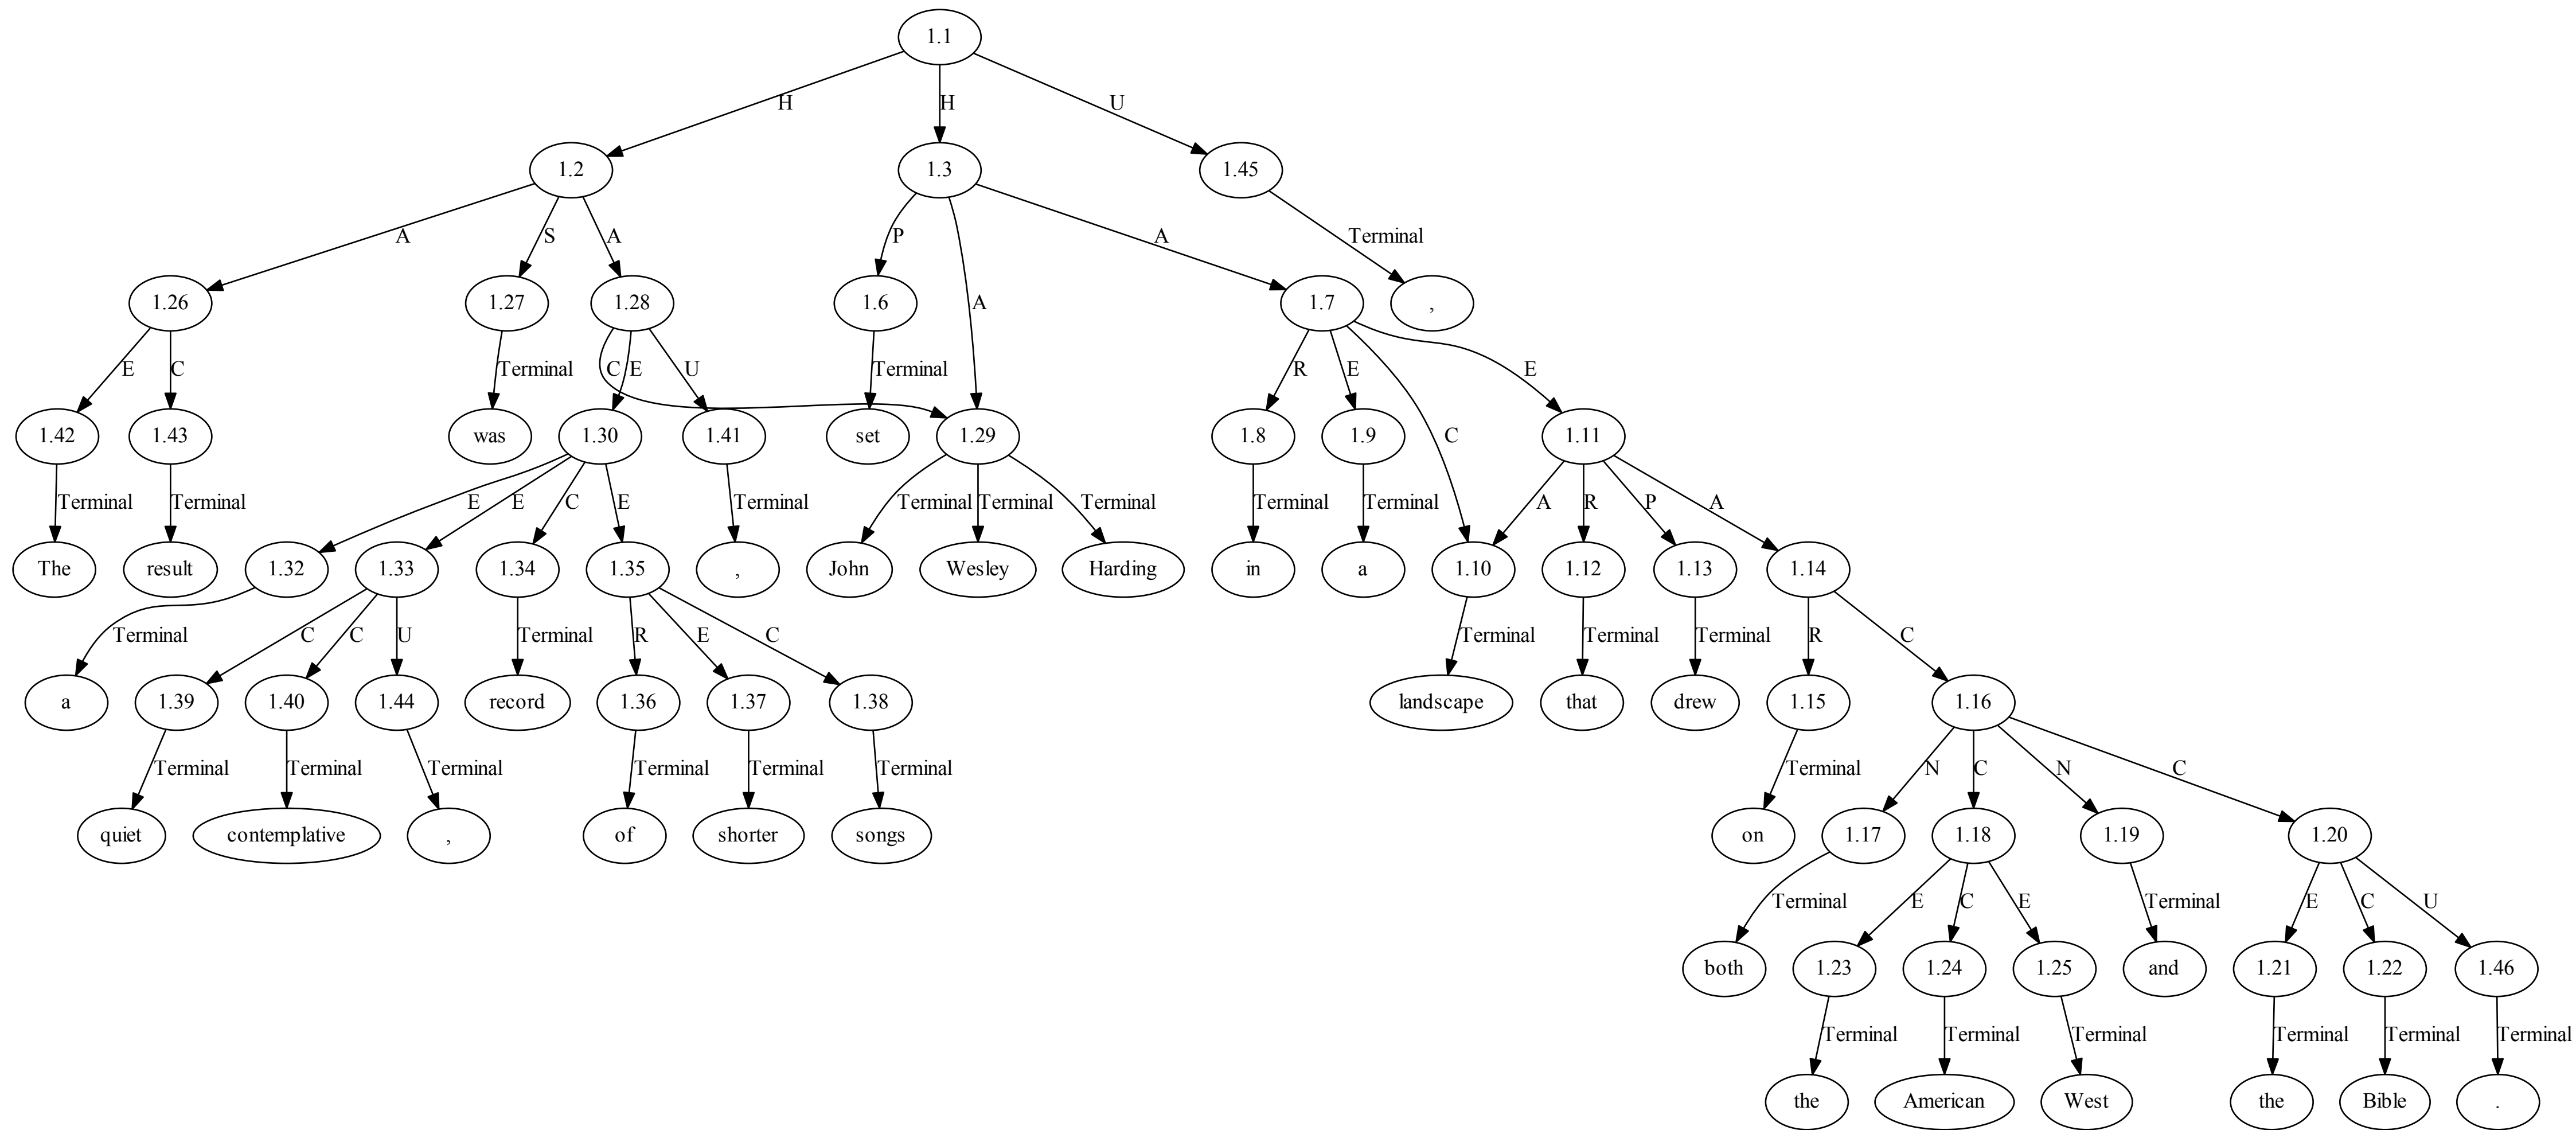 1.1
H H U
1.2 1.3 1.45
A S A P A A Terminal
1.26 1.27 1.28 1.6 1.7 ,
E C Terminal C E U Terminal R E C E
1.42 1.43 was 1.30 1.41 set 1.29 1.8 1.9 1.11
Terminal Terminal E E C E Terminal Terminal Terminal Terminal Terminal Terminal A R P A
The result 1.32 1.33 1.34 1.35 , John Wesley Harding in a 1.10 1.12 1.13 1.14
Terminal C C U Terminal R E C Terminal Terminal Terminal R C
a 1.39 1.40 1.44 record 1.36 1.37 1.38 landscape that drew 1.15 1.16
Terminal Terminal Terminal Terminal Terminal Terminal Terminal N C N C
quiet contemplative , of shorter songs on 1.17 1.18 1.19 1.20
Terminal E C E Terminal E C U
both 1.23 1.24 1.25 and 1.21 1.22 1.46
Terminal Terminal Terminal Terminal Terminal Terminal
the American West the Bible .